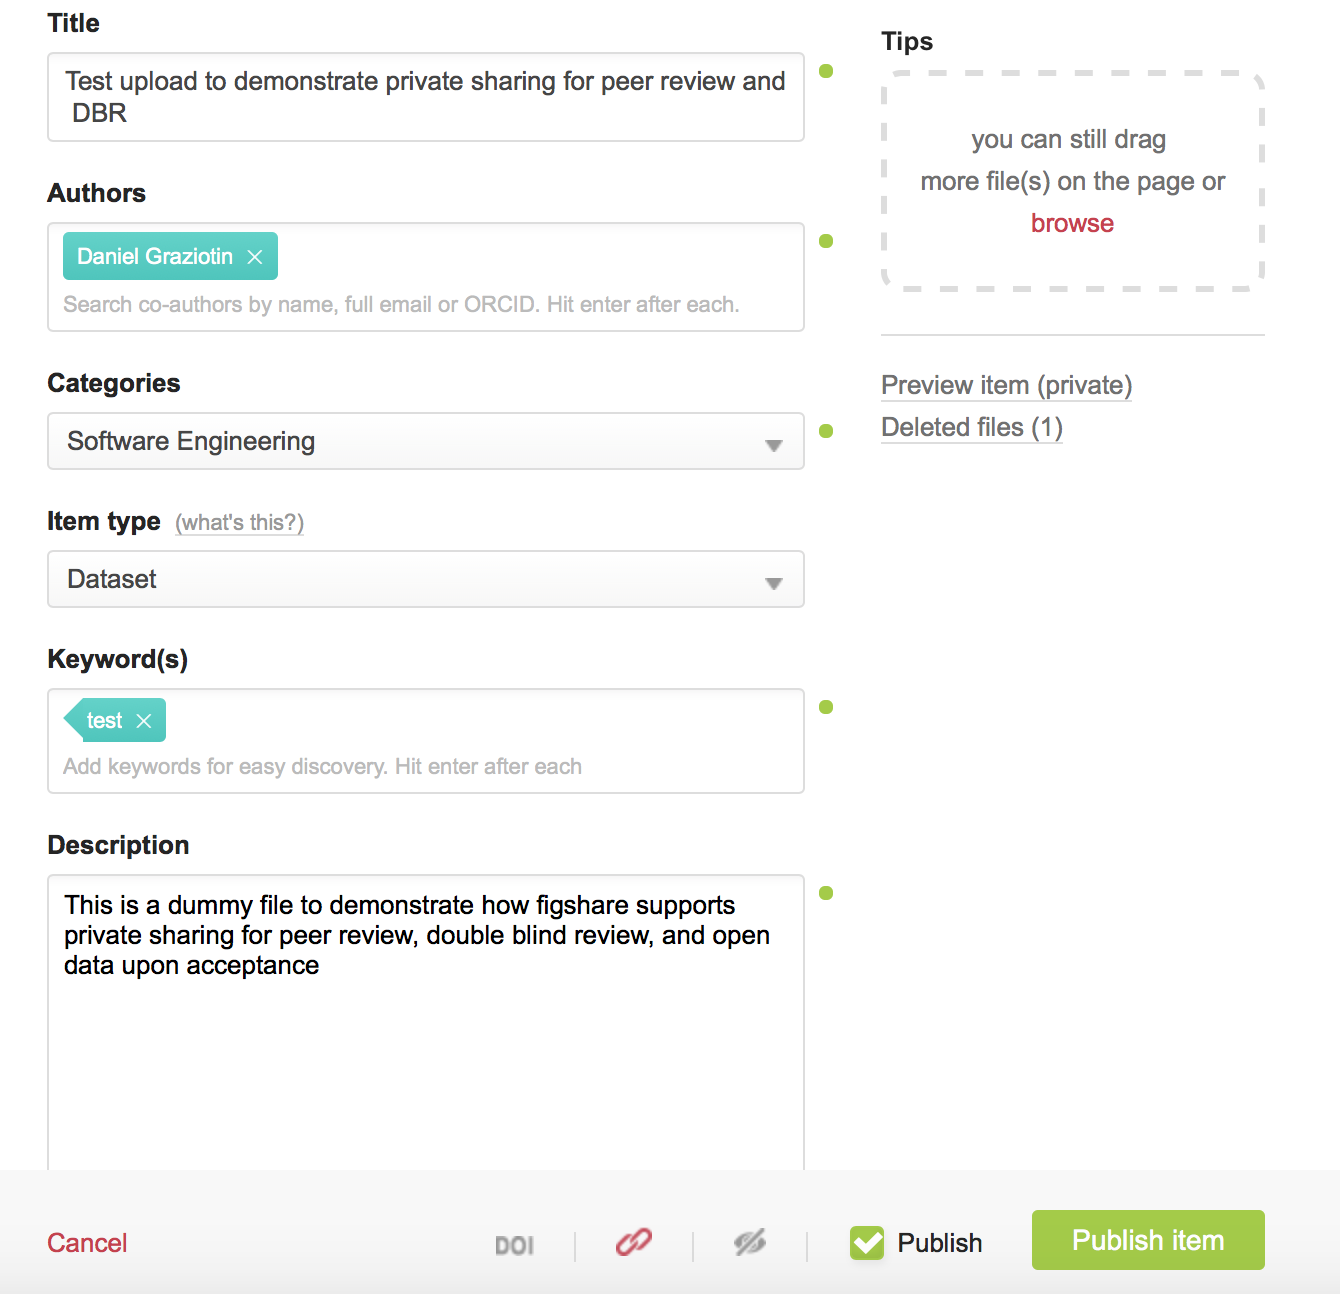 Title
Test upload to demonstrate private sharing for peer review and
DBR
Authors
Daniel Graziotin ×
Search co-authors by name, full email or ORCID. Hit enter after each.
Categories
Software Engineering
Item type (what's this?)
Dataset
Keyword(s)
test ×
Add keywords for easy discovery. Hit enter after each
Description
This is a dummy file to demonstrate how figshare supports
private sharing for peer review, double blind review, and open
data upon acceptance
Tips
you can still drag
more file(s) on the page or
browse
Preview item (private)
Deleted files (1)
Cancel
DOI
Publish
Publish item